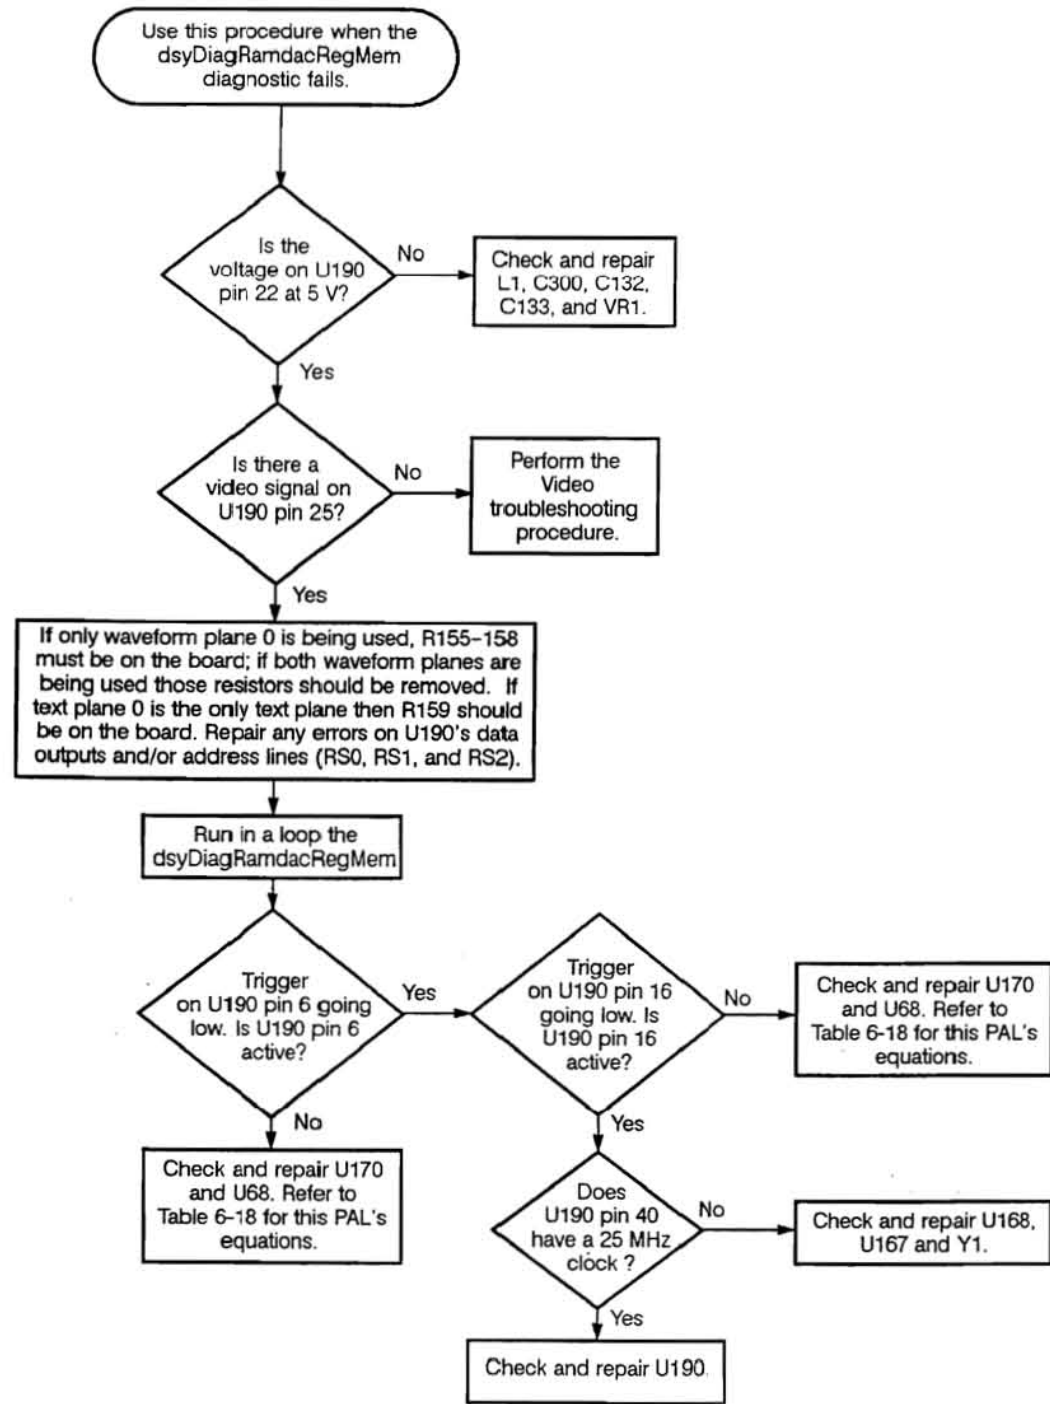 Use this procedure when the
dsyDiagRamdacRegMem
diagnostic fails.
Is the
voltage on U190
pin 22 at 5 V?
No
Check and repair
L1, C300, C132,
C133, and VR1.
Yes
Is there a
video signal on
U190 pin 25?
No
Perform the
Video
troubleshooting
procedure.
Yes
If only waveform plane 0 is being used, R155-158
must be on the board; if both waveform planes are
being used those resistors should be removed. If
text plane 0 is the only text plane then R159 should
be on the board. Repair any errors on U190's data
outputs and/or address lines (RS0, RS1, and RS2).
Run in a loop the
dsyDiagRamdacRegMem
Trigger
on U190 pin 6 going
low. Is U190 pin 6
active?
Yes
Trigger
on U190 pin 16
going low. Is
U190 pin 16
active?
No
Check and repair U170
and U68. Refer to
Table 6-18 for this PAL's
equations.
No
Check and repair U170
and U68. Refer to
Table 6-18 for this PAL's
equations.
Yes
Does
U190 pin 40
have a 25 MHz
clock ?
No
Check and repair U168,
U167 and Y1.
Yes
Check and repair U190.